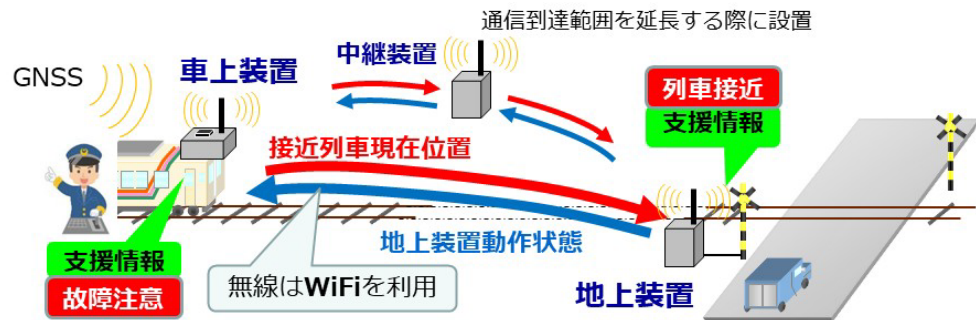 通信到達範囲を延長する際に設置
中継装置
GNSS
車上装置
列車接近
支援情報
接近列車現在位置
地上装置動作状態
支援情報
故障注意
無線はWiFiを利用
地上装置